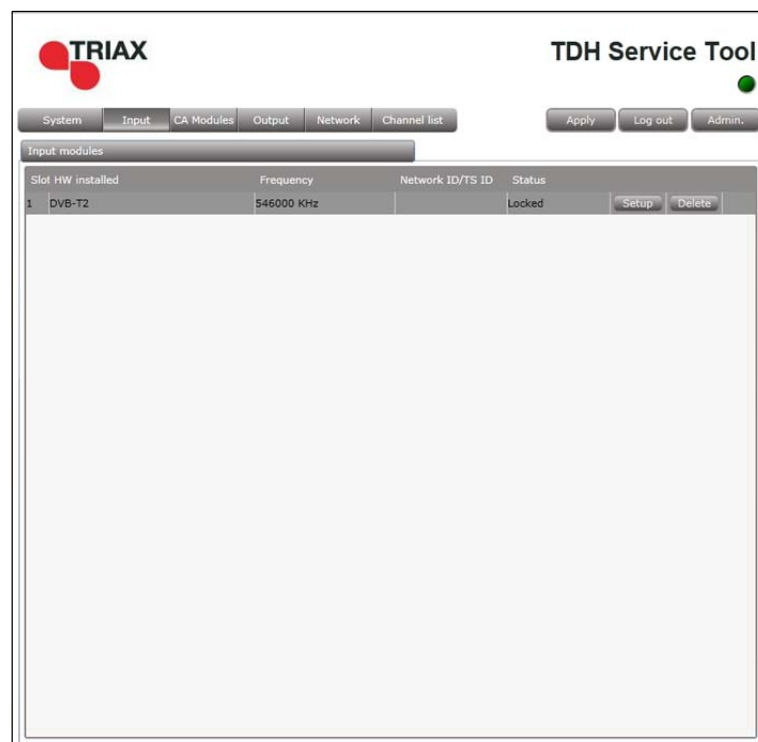 TRIAX
TDH Service Tool
System Input CA Modules Output Network Channel list Apply Log out Admin.
Input modules
Slot HW installed Frequency Network ID/TS ID Status
1 DVB-T2 546000 KHz Locked Setup Delete